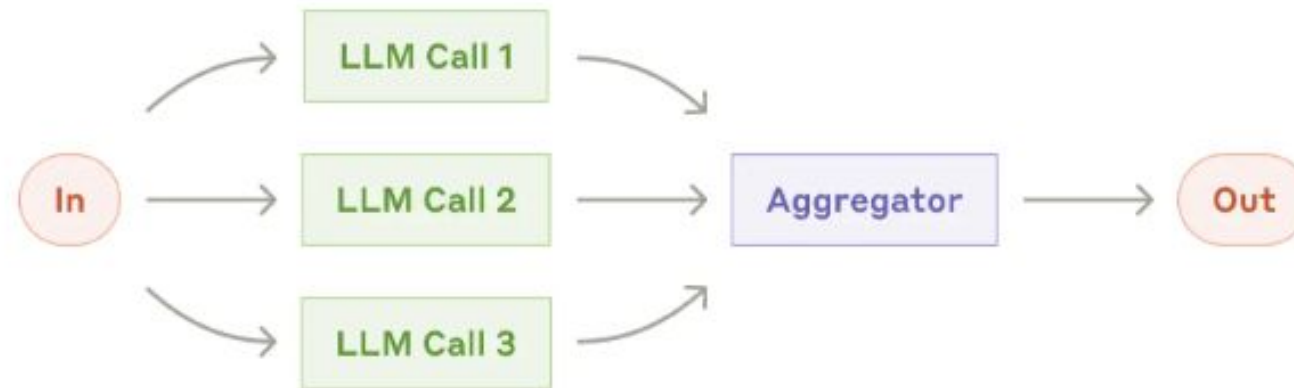 LLM Call 1
In
LLM Call 2
Aggregator
Out
LLM Call 3